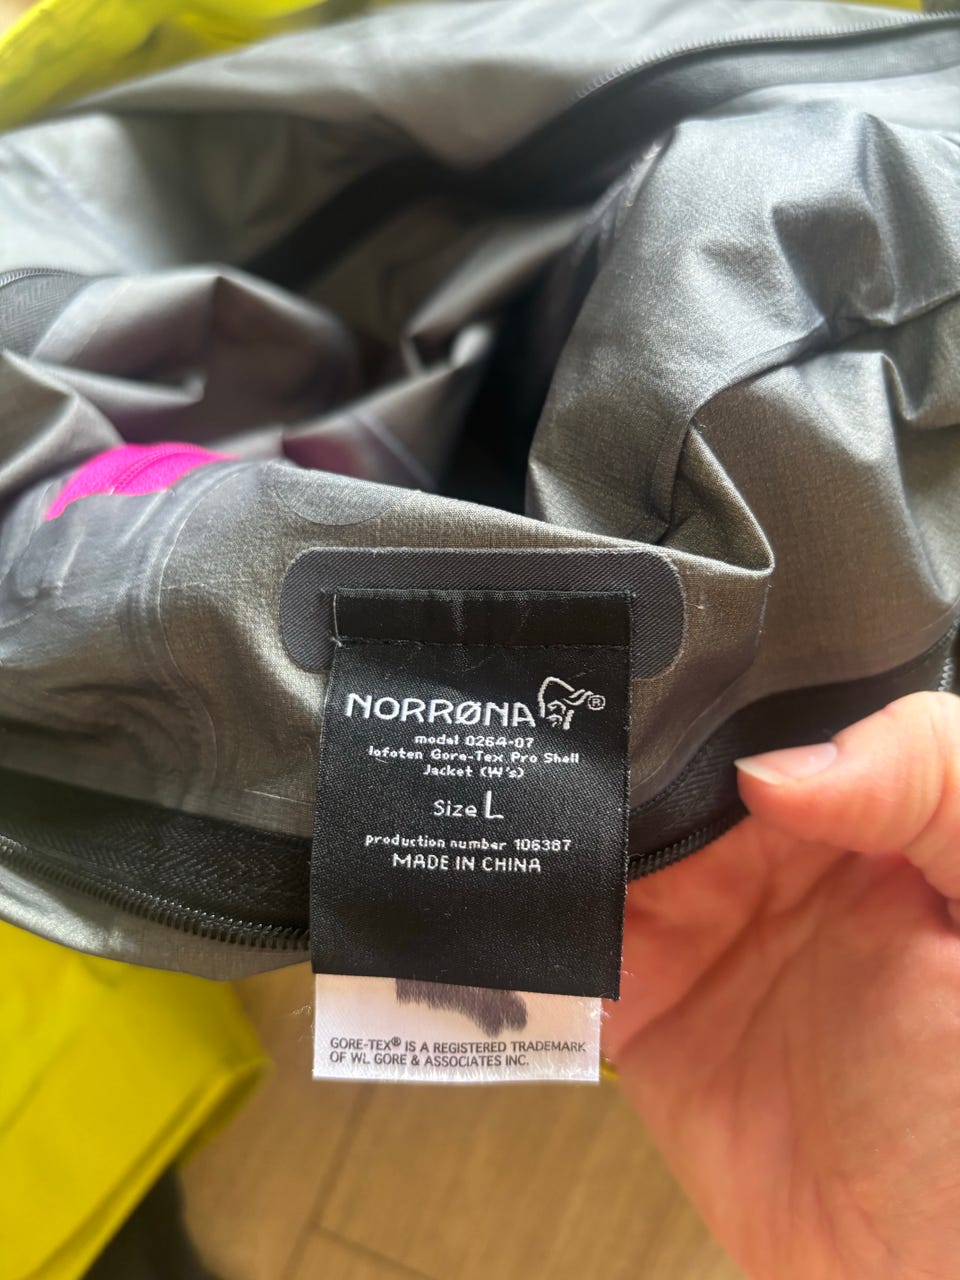 NORRØNA®
model 0264-07
lofoten Gore-Tex Pro Shell
Jacket (W's)
Size L
production number 106387
MADE IN CHINA
GORE-TEX® IS A REGISTERED TRADEMARK
OF WL GORE & ASSOCIATES INC.